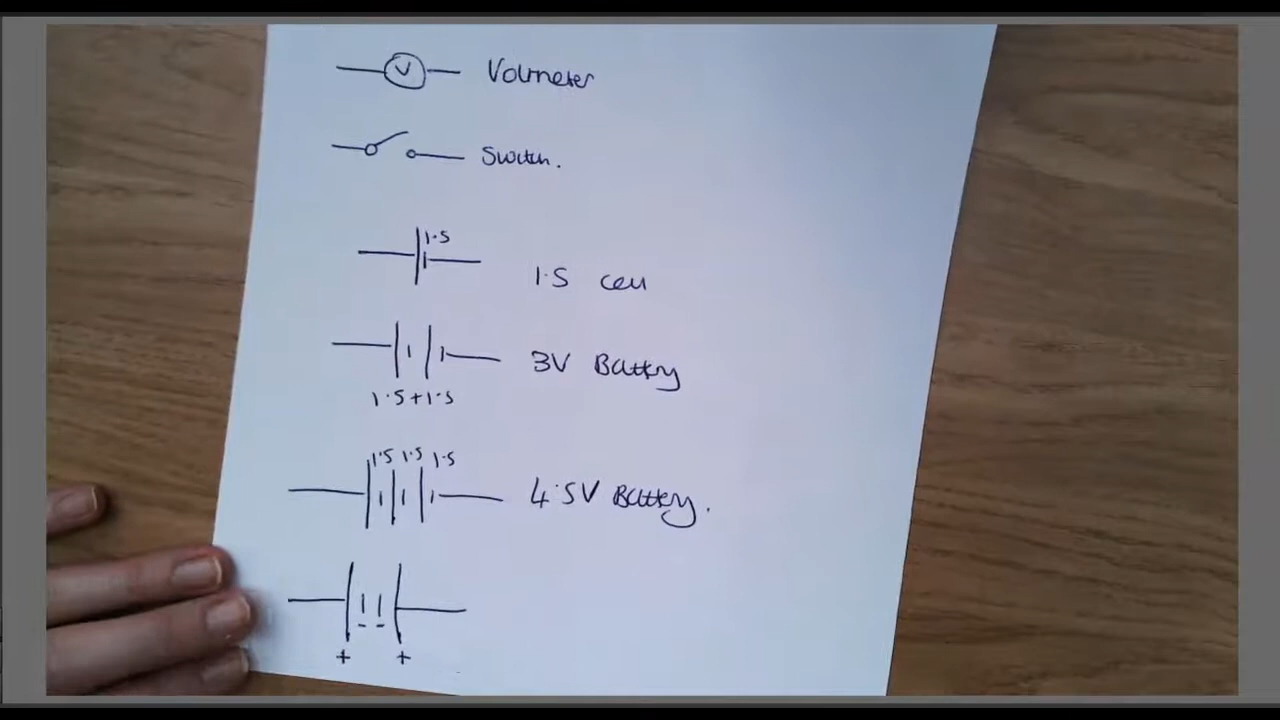 V Volmeter
Switch.
1.5
1.5 cell
3V Battery
1.5+1.5
1.5 1.5 1.5
4.5V Battery.
- -
+ +